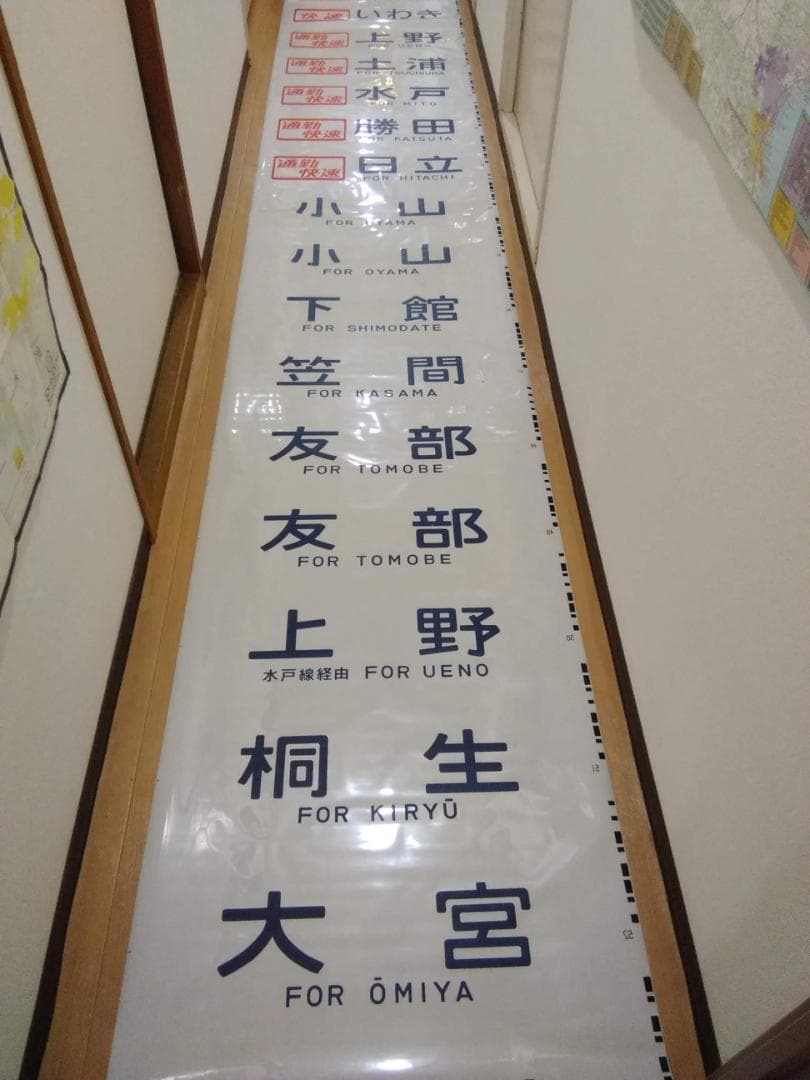 快速 いわき
通勤快速 上野
FOR UENO
通勤快速 土浦
FOR TSUCHIURA
通勤快速 水戸
FOR MITO
通勤快速 勝田
FOR KATSUTA
通勤快速 日立
FOR HITACHI
小山
FOR OYAMA
小山
FOR OYAMA
下館
FOR SHIMODATE
笠間
FOR KASAMA
友部
FOR TOMOBE
友部
FOR TOMOBE
上野
水戸線経由 FOR UENO
50
桐生
FOR KIRYŪ
51
大宮
FOR ŌMIYA
52